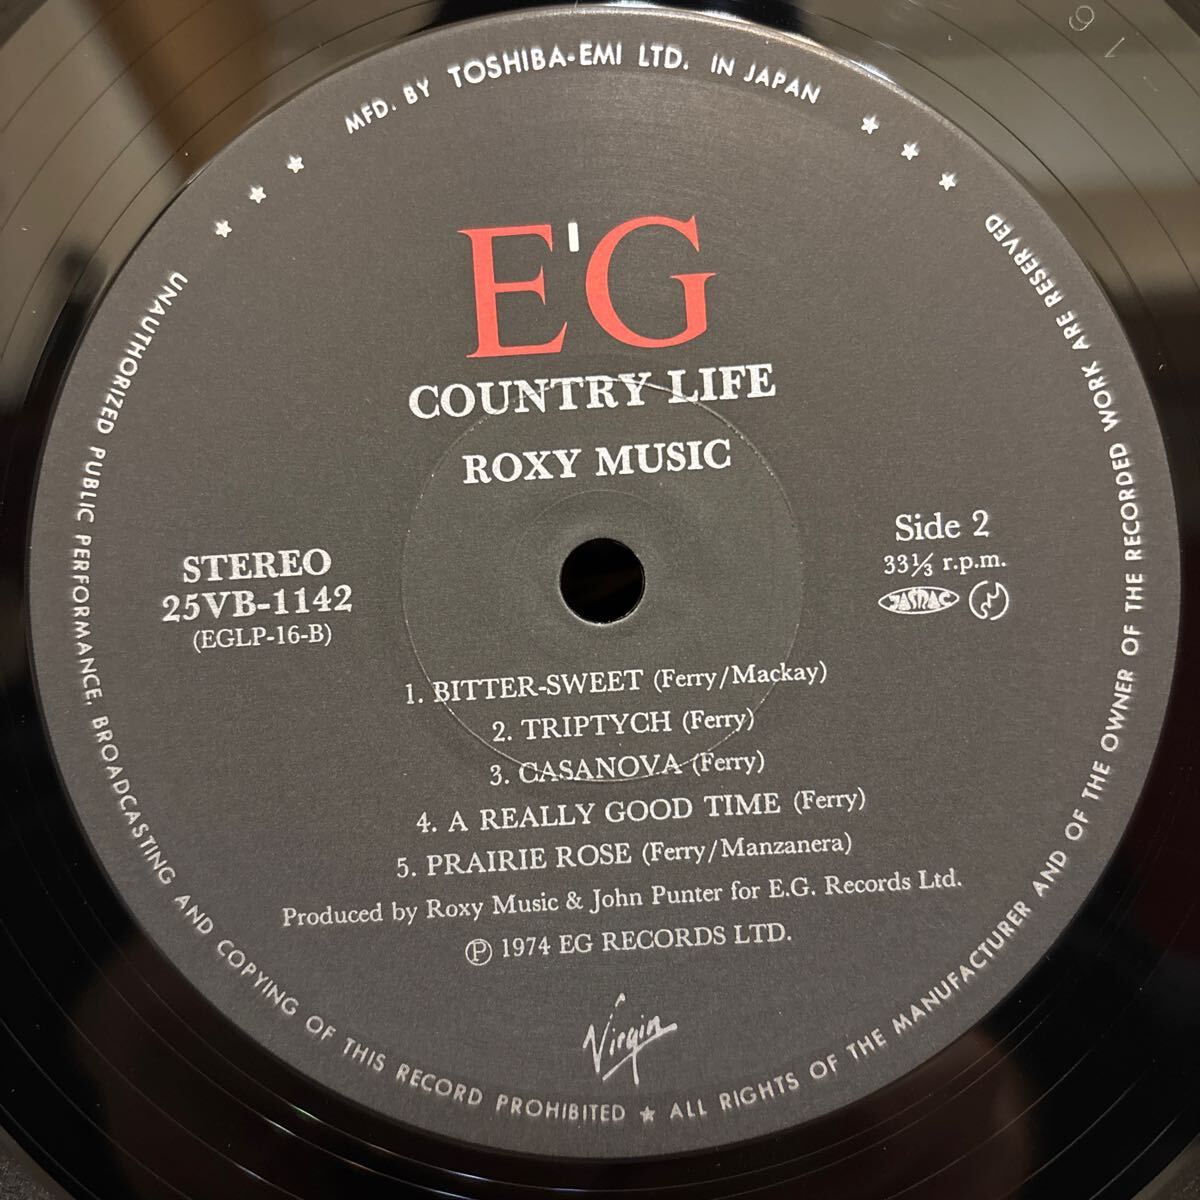 MFD. BY TOSHIBA-EMI LTD. IN JAPAN
E'G
COUNTRY LIFE
ROXY MUSIC
STEREO
25VB-1142
(EGLP-16-B)
Side 2
33⅓ r.p.m.
JASRAC
1. BITTER-SWEET (Ferry/Mackay)
2. TRIPTYCH (Ferry)
3. CASANOVA (Ferry)
4. A REALLY GOOD TIME (Ferry)
5. PRAIRIE ROSE (Ferry/Manzanera)
Produced by Roxy Music & John Punter for E.G. Records Ltd.
℗ 1974 EG RECORDS LTD.
Virgin
UNAUTHORIZED PUBLIC PERFORMANCE, BROADCASTING AND COPYING OF THIS RECORD PROHIBITED ★ ALL RIGHTS OF THE MANUFACTURER AND OF THE OWNER OF THE RECORDED WORK ARE RESERVED